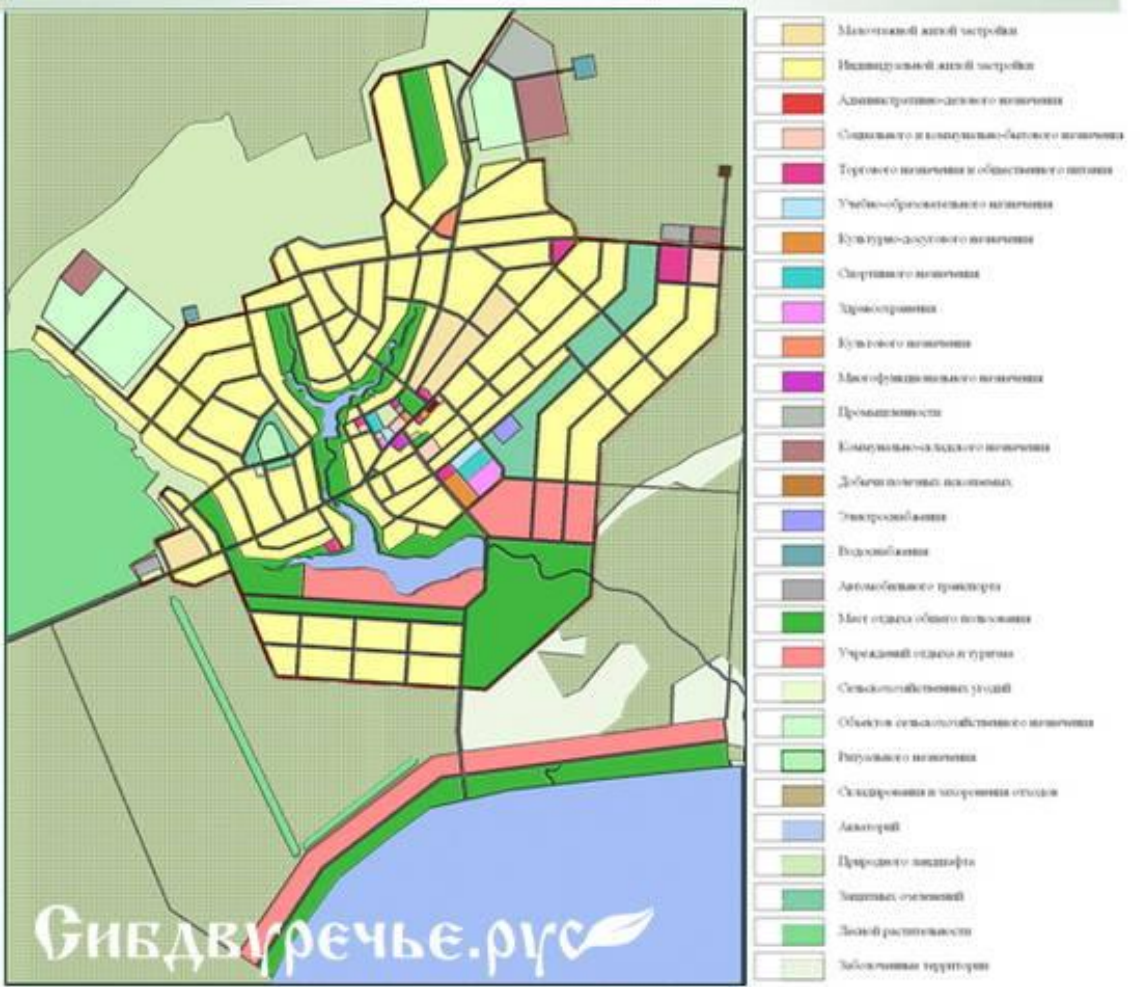 Малоэтажной жилой застройки
Индивидуальной жилой застройки
Административно-делового назначения
Социального и коммунально-бытового назначения
Торгового назначения и общественного питания
Учебно-образовательного назначения
Культурно-досугового назначения
Спортивного назначения
Здравоохранения
Культового назначения
Многофункционального назначения
Промышленности
Коммунально-складского назначения
Добычи полезных ископаемых
Электроснабжения
Водоснабжения
Автомобильного транспорта
Мест отдыха общего пользования
Учреждений отдыха и туризма
Сельскохозяйственных угодий
Объектов сельскохозяйственного назначения
Ритуального назначения
Складирования и захоронения отходов
Акваторий
Природного ландшафта
Защитных озеленений
Лесной растительности
Заболоченные территории
Сибдвуречье.рус